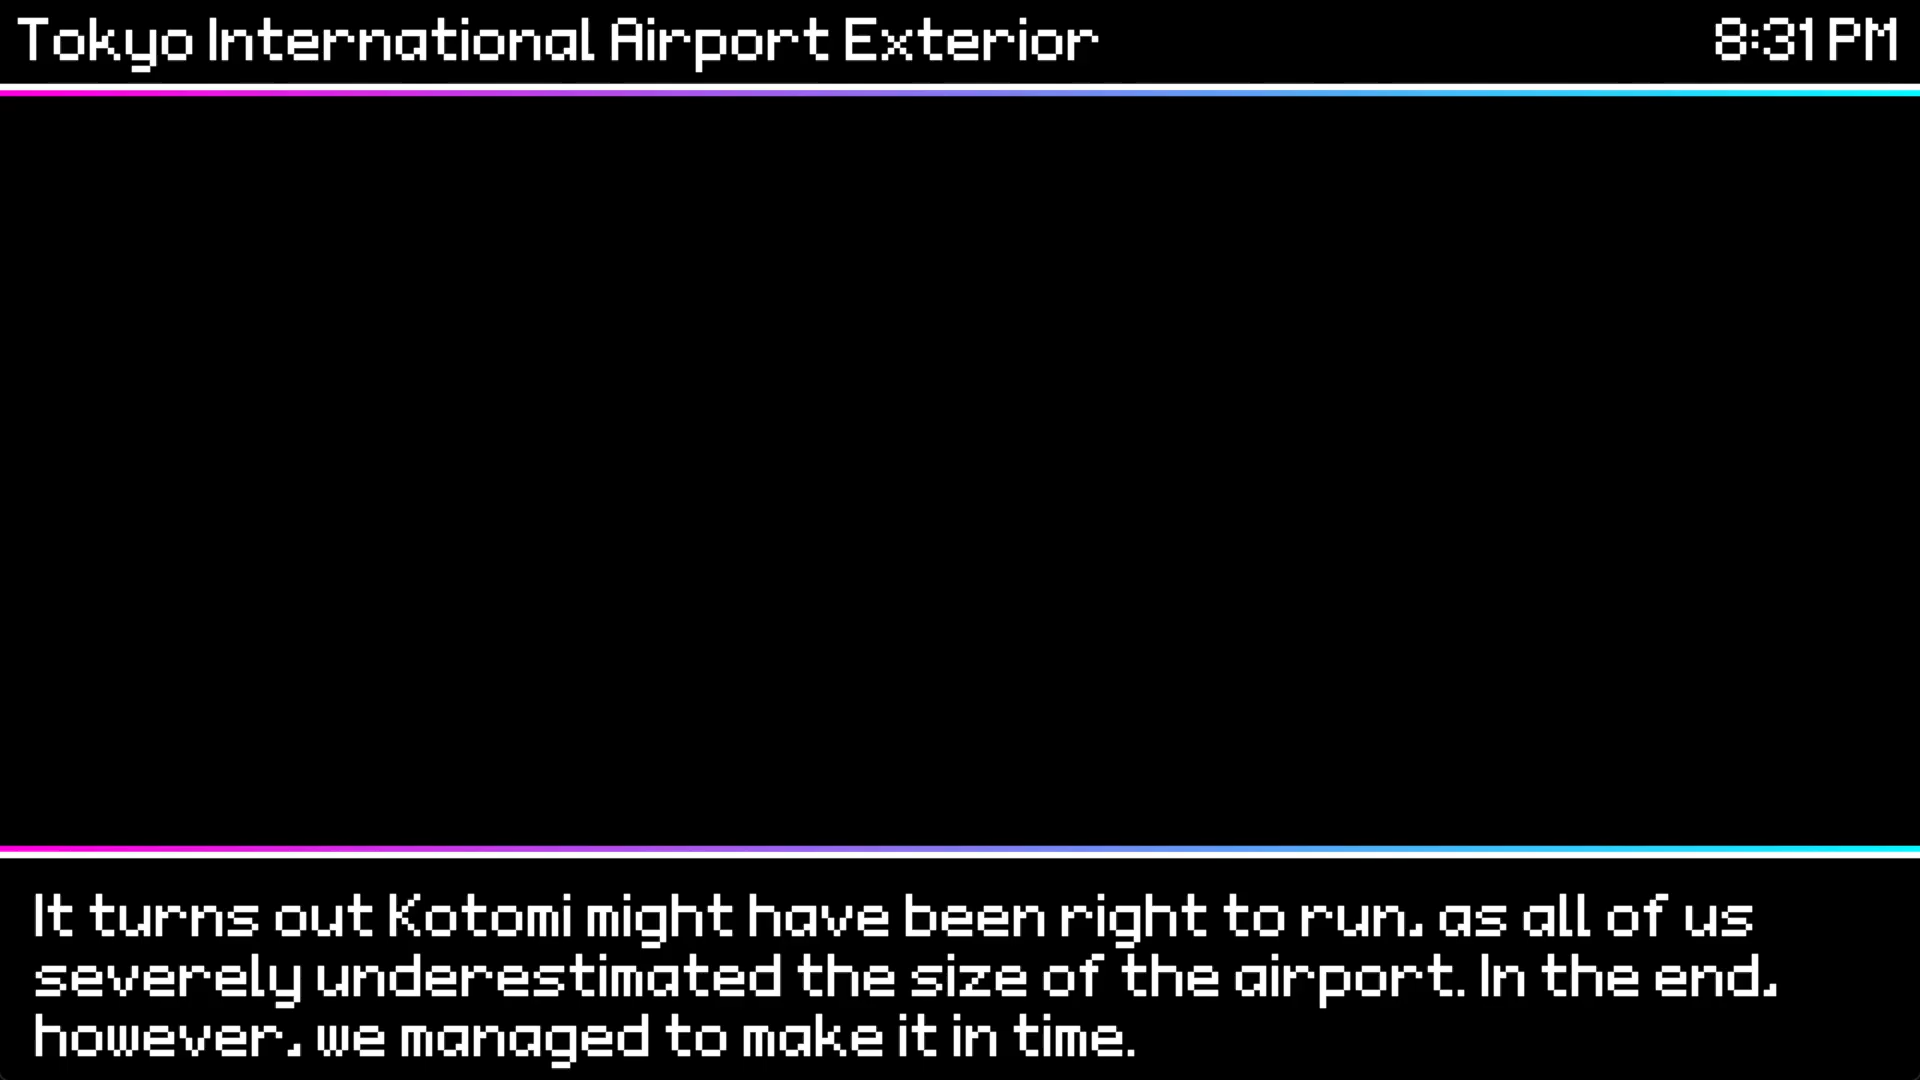 Tokyo International Airport Exterior
8:31 PM
It turns out Kotomi might have been right to run, as all of us
severely underestimated the size of the airport. In the end,
however, we managed to make it in time.